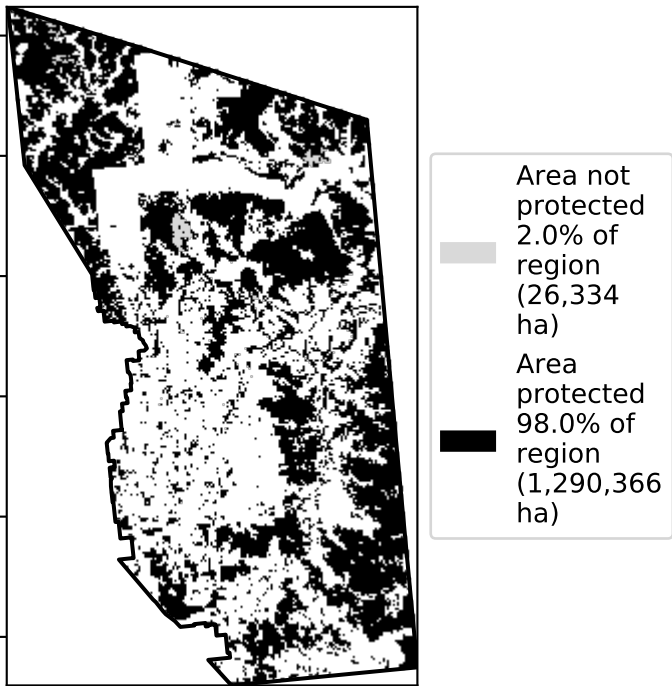 Area not
protected
2.0% of
region
(26,334
ha)
Area
protected
98.0% of
region
(1,290,366
ha)